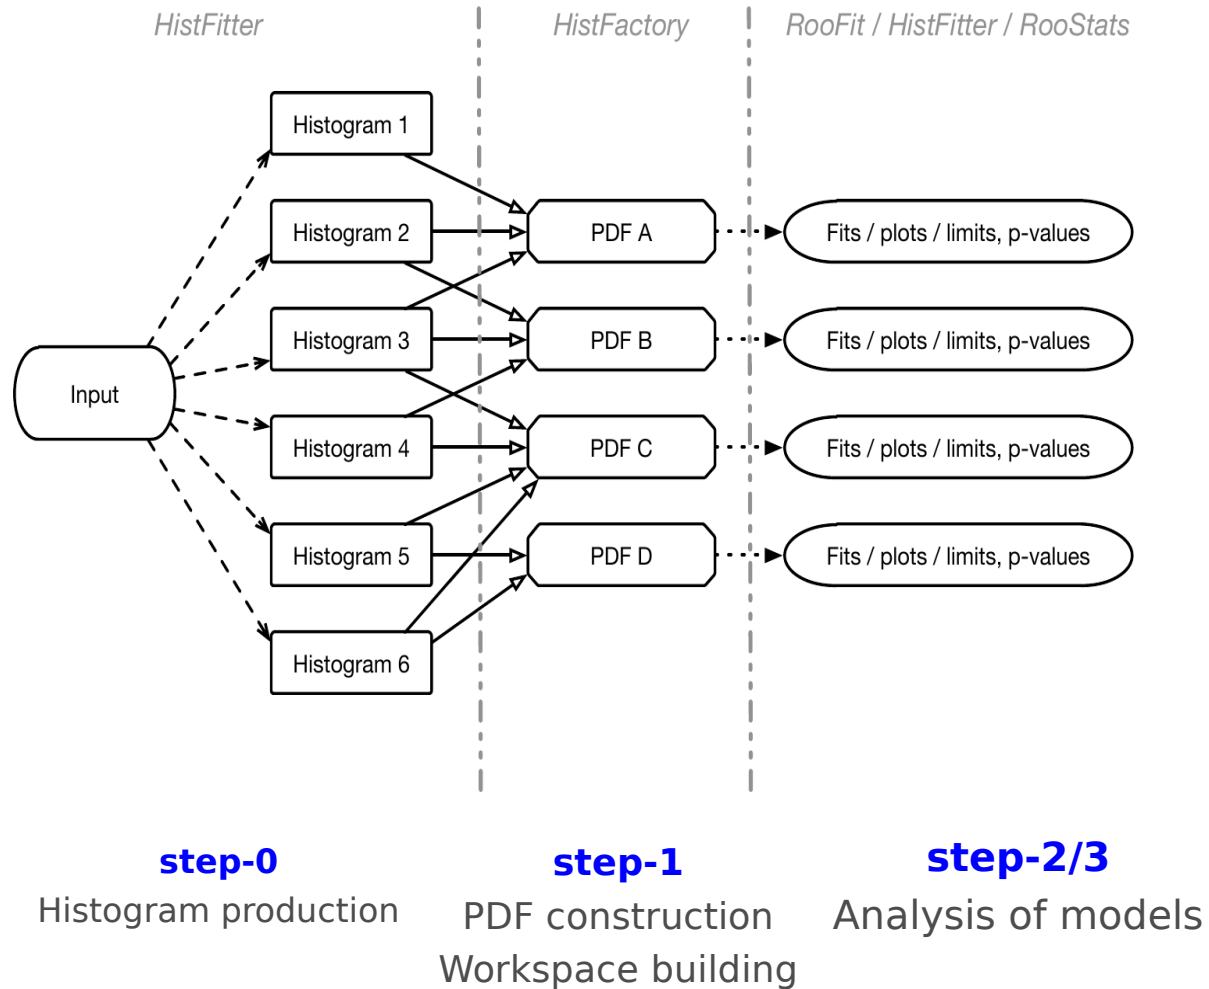 HistFitter
HistFactory
RooFit / HistFitter / RooStats
Histogram 1
Histogram 2
PDF A
Fits / plots / limits, p-values
Histogram 3
PDF B
Fits / plots / limits, p-values
Input
Histogram 4
PDF C
Fits / plots / limits, p-values
Histogram 5
PDF D
Fits / plots / limits, p-values
Histogram 6
step-0
Histogram production
step-1
PDF construction
Workspace building
step-2/3
Analysis of models